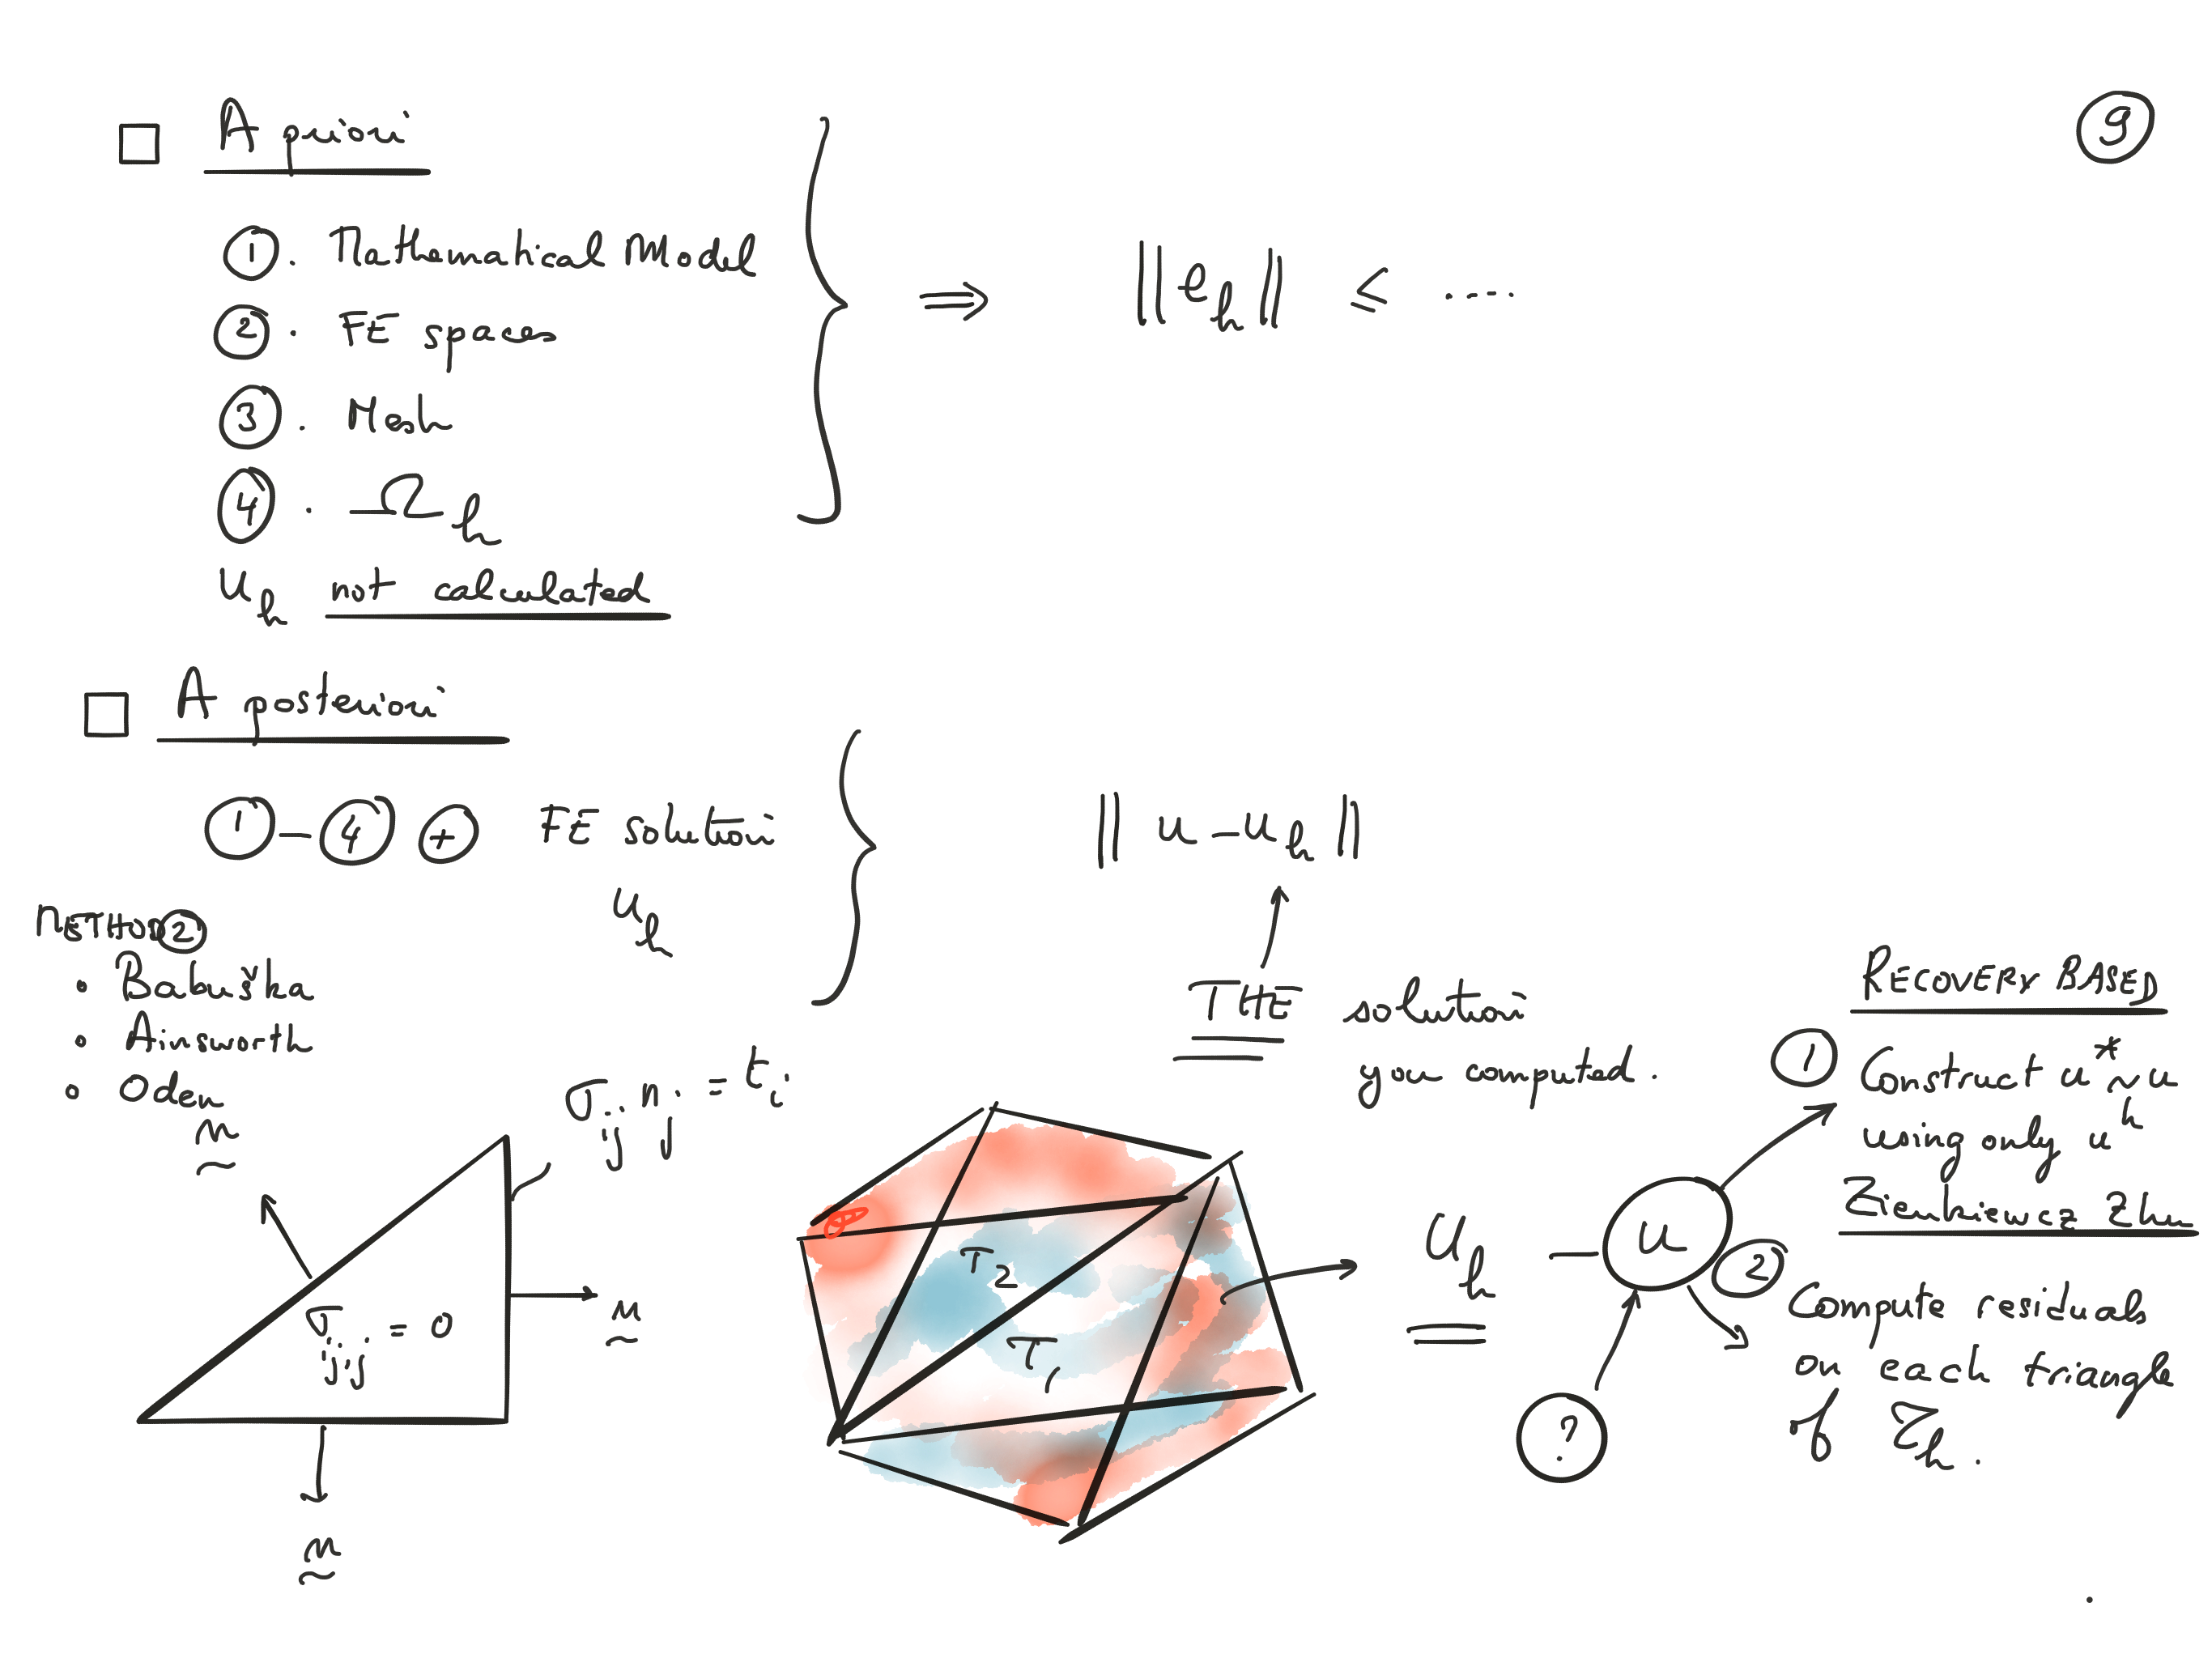 9
□ A priori
①. Mathematical Model
②. FE spaces
③. Mesh
④. Ω_h
u_h not calculated
⟹ ||e_h|| ≤ ....
□ A posteriori
①–④ ⊕ FE solution
u_h
||u – u_h||
THE solution
you computed.
METHOD ②
• Babuška
• Ainsworth
• Oden
n
σ_ij n_j = t_i
σ_ij,j = 0
n
n
T_2
T_1
u_h – u
?
RECOVERY BASED
① Construct u* ~ u
using only u^h
Zienkiewcz Zhu
② Compute residuals
on each triangle
of τ_h.